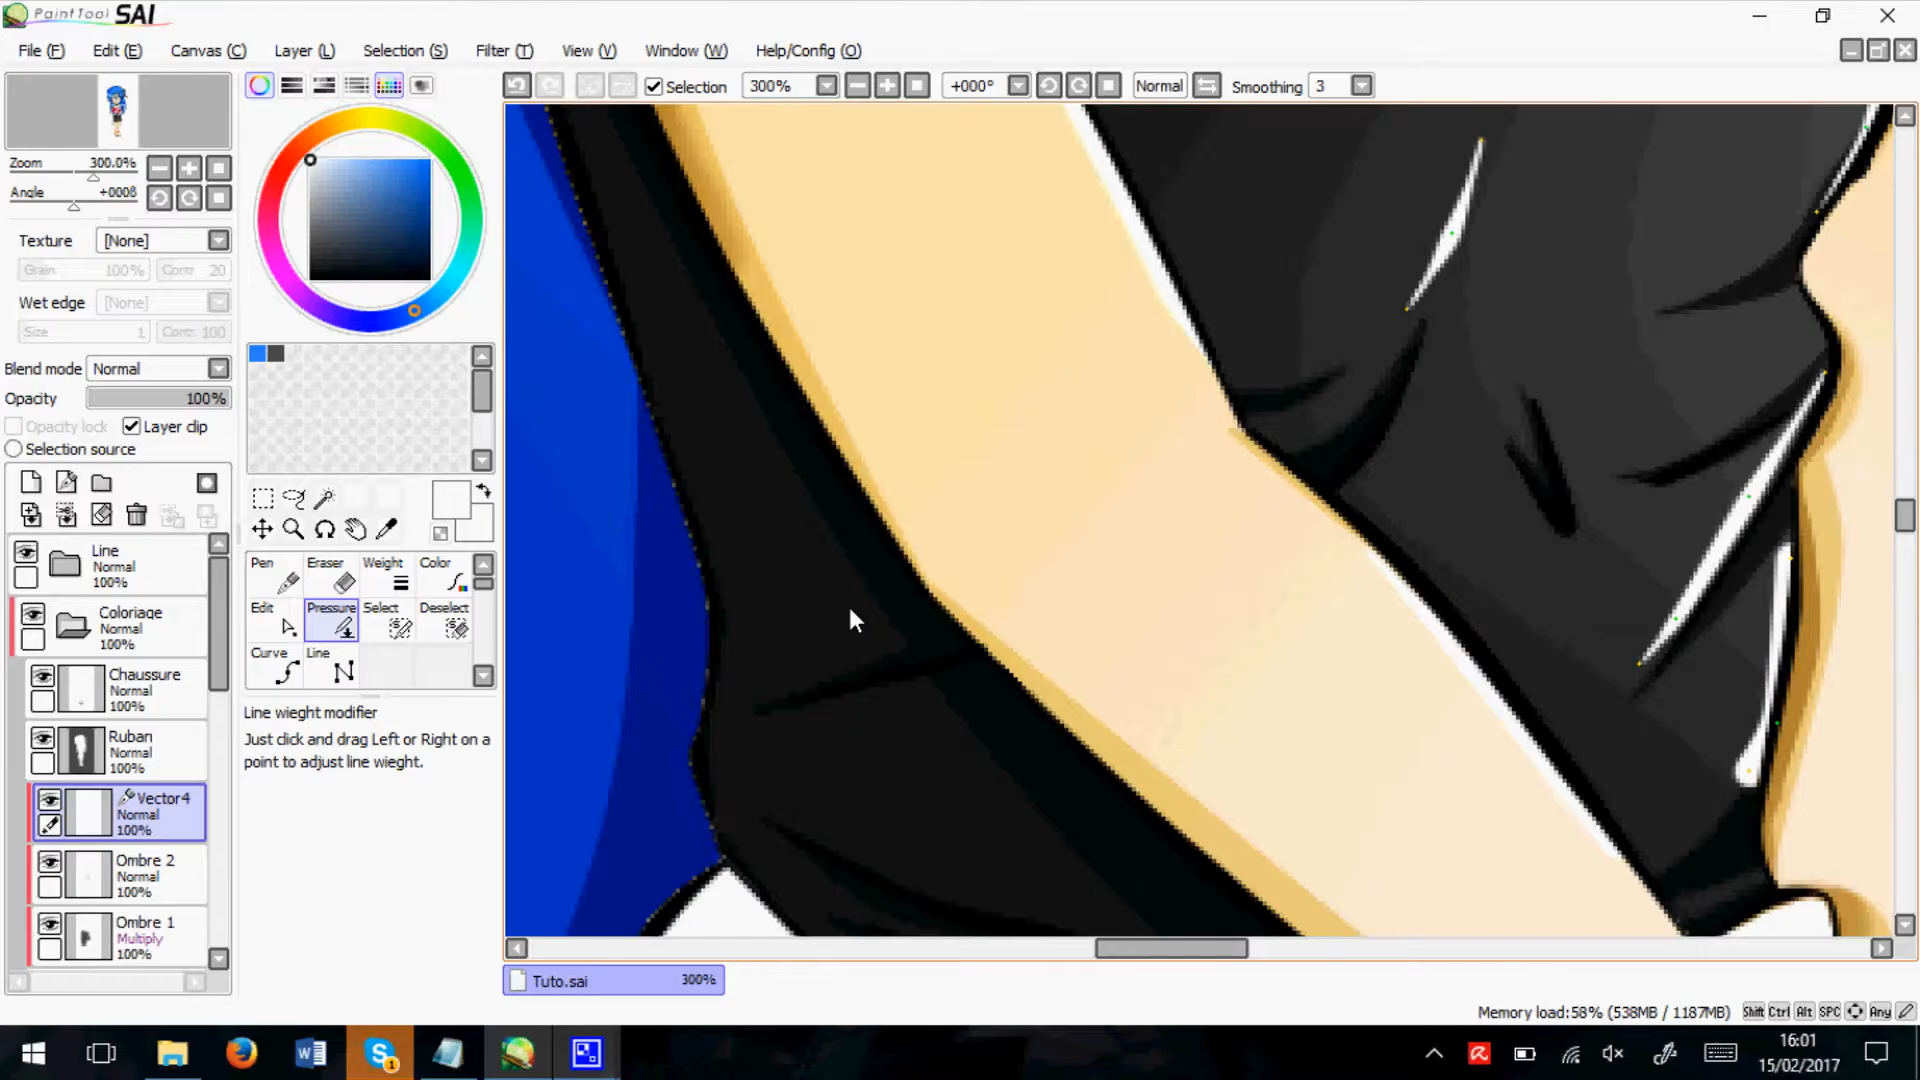 PaintTool SAI
File (F) Edit (E) Canvas (C) Layer (L) Selection (S) Filter (T) View (V) Window (W) Help/Config (O)
Selection 300% +000° Normal Smoothing 3
Zoom 300.0%
Angle +000ß
Texture [None]
Grain 100% Contr 20
Wet edge [None]
Size 1 Contr 100
Blend mode Normal
Opacity 100%
Opacity lock Layer clip
Selection source
Line
Normal
100%
Coloriage
Normal
100%
Chaussure
Normal
100%
Ruban
Normal
100%
Vector4
Normal
100%
Ombre 2
Normal
100%
Ombre 1
Multiply
100%
Pen Eraser Weight Color
Edit Pressure Select Deselect
Curve Line
Line wieght modifier
Just click and drag Left or Right on a
point to adjust line wieght.
Tuto.sai 300%
Memory load:58% (538MB / 1187MB) Shift Ctrl Alt SPC Any
16:01
15/02/2017